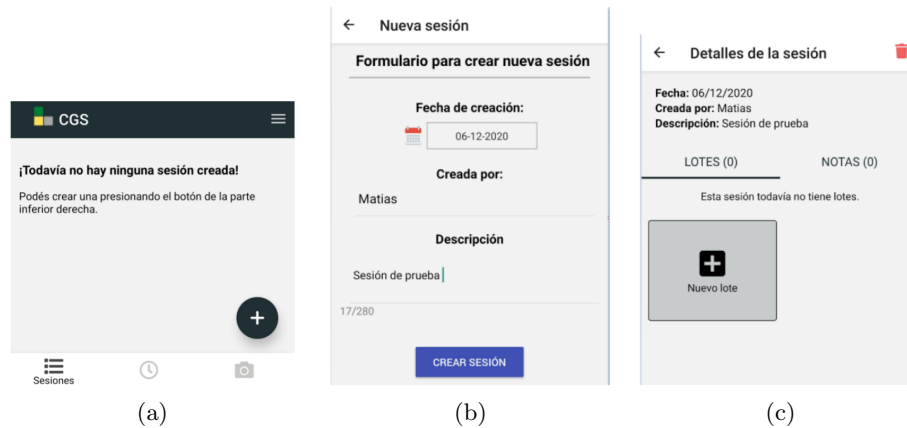 CGS
¡Todavía no hay ninguna sesión creada!
Podés crear una presionando el botón de la parte
inferior derecha.
Sesiones
(a)
Nueva sesión
Formulario para crear nueva sesión
Fecha de creación:
06-12-2020
Creada por:
Matias
Descripción
Sesión de prueba
17/280
CREAR SESIÓN
(b)
Detalles de la sesión
Fecha: 06/12/2020
Creada por: Matias
Descripción: Sesión de prueba
LOTES (0) NOTAS (0)
Esta sesión todavía no tiene lotes.
Nuevo lote
(c)